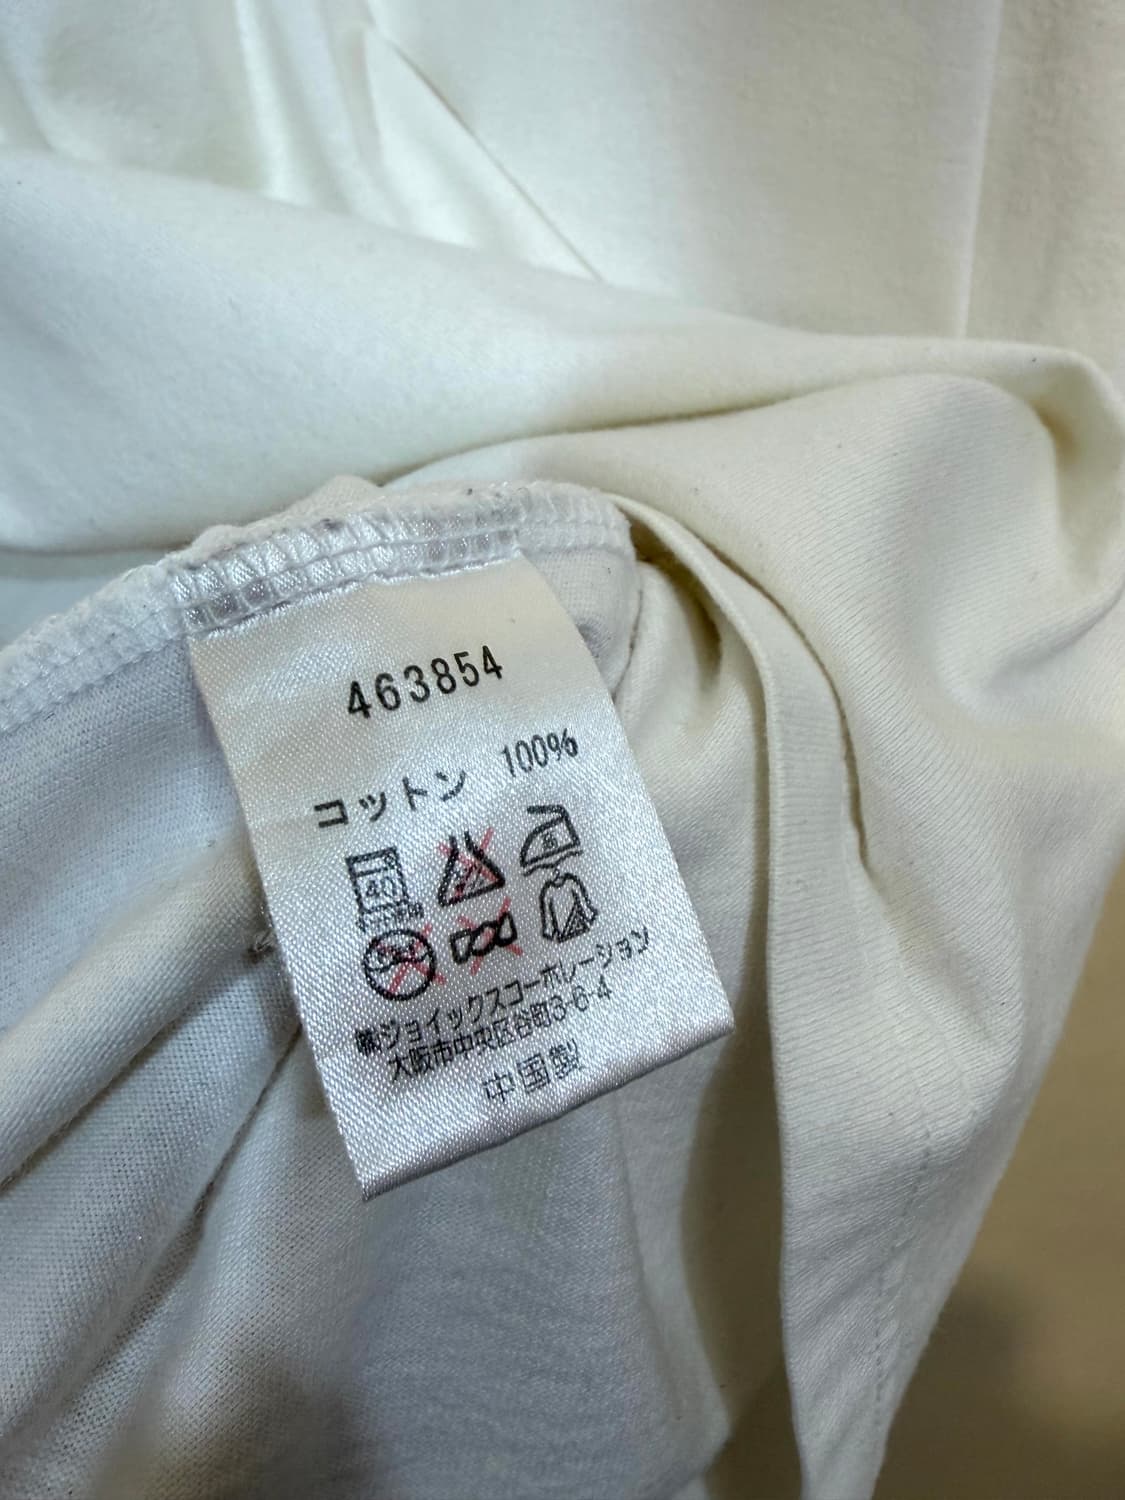 463854
コットン 100%
40
㈱ジョイックスコーポレーション
大阪市中央区谷町3-6-4
中国製